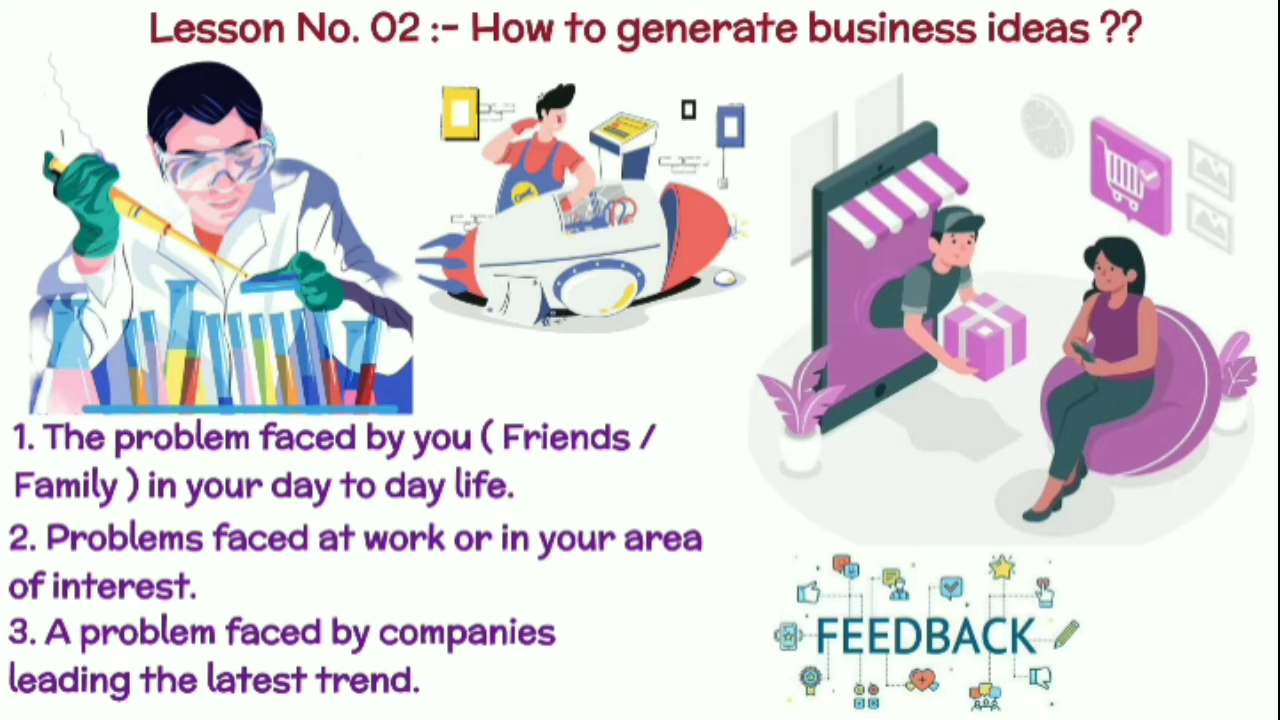 Lesson No. 02 :- How to generate business ideas ??
1. The problem faced by you ( Friends /
Family ) in your day to day life.
2. Problems faced at work or in your area
of interest.
3. A problem faced by companies
leading the latest trend.
FEEDBACK